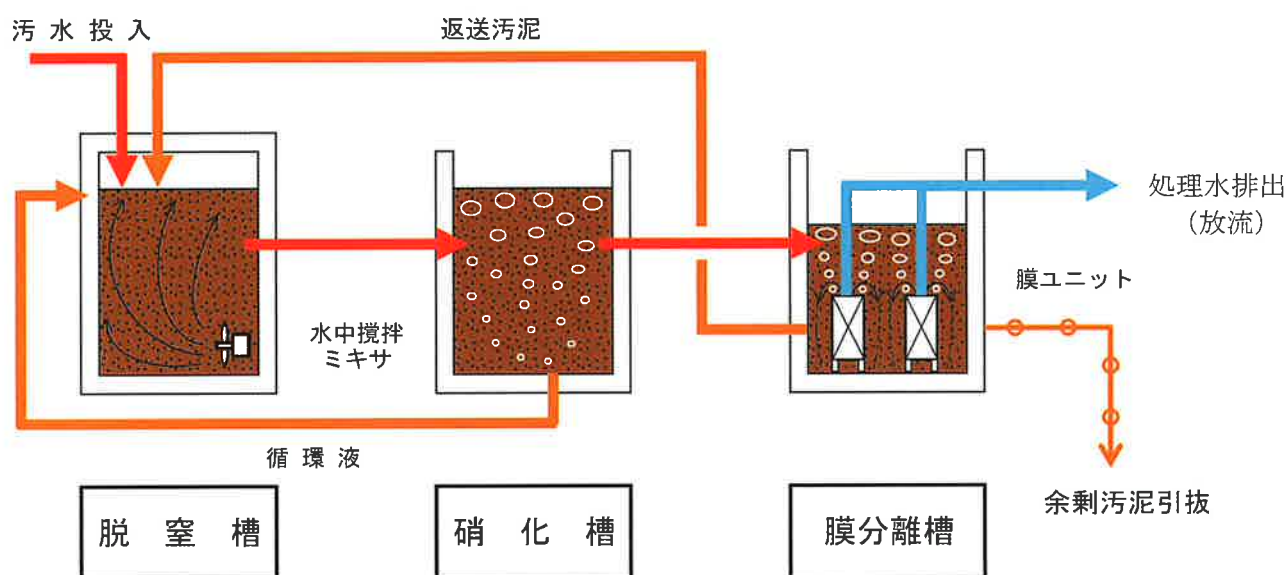 汚水投入
返送汚泥
処理水排出
（放流）
膜ユニット
水中撹拌
ミキサ
循環液
余剰汚泥引抜
脱窒槽
硝化槽
膜分離槽